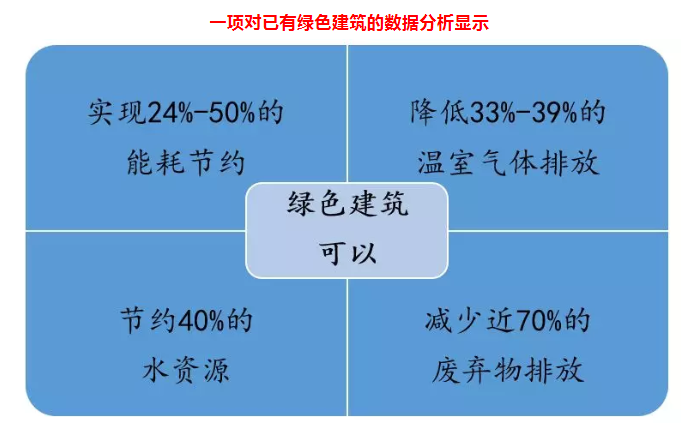 一项对已有绿色建筑的数据分析显示
实现24%-50%的
能耗节约
降低33%-39%的
温室气体排放
绿色建筑
可以
节约40%的
水资源
减少近70%的
废弃物排放